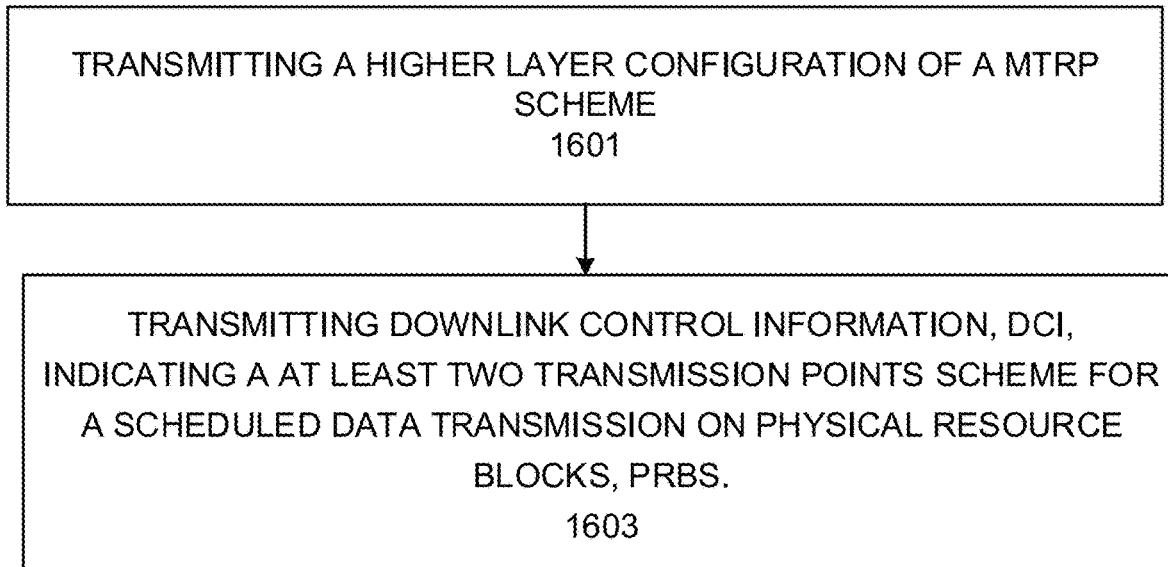 TRANSMITTING A HIGHER LAYER CONFIGURATION OF A MTRP
SCHEME
1601
TRANSMITTING DOWNLINK CONTROL INFORMATION, DCI,
INDICATING A AT LEAST TWO TRANSMISSION POINTS SCHEME FOR
A SCHEDULED DATA TRANSMISSION ON PHYSICAL RESOURCE
BLOCKS, PRBS.
1603